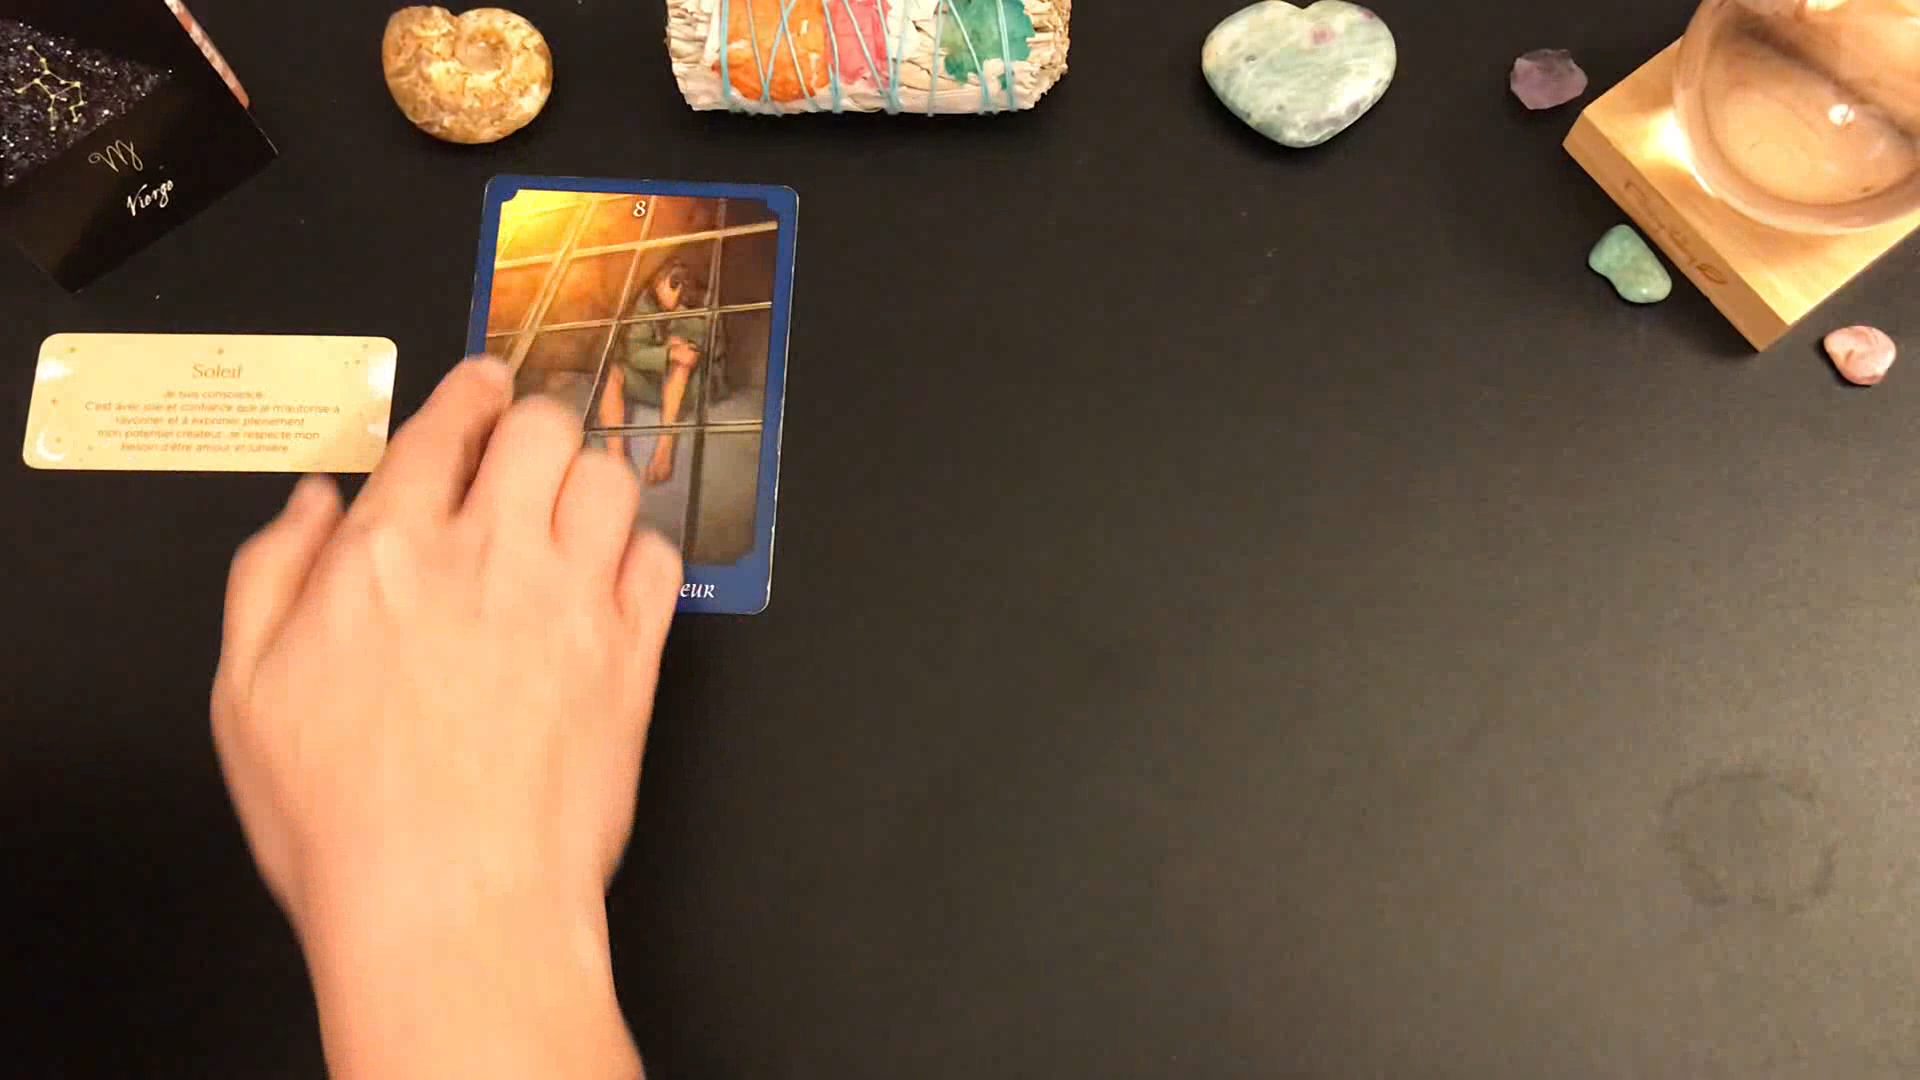 ♍
Vierge
8
Soleil
Je suis conscience.
C'est avec joie et confiance que je m'autorise à
rayonner et à exprimer pleinement
mon potentiel créateur. Je respecte mon
besoin d'être amour et lumière.
EUR